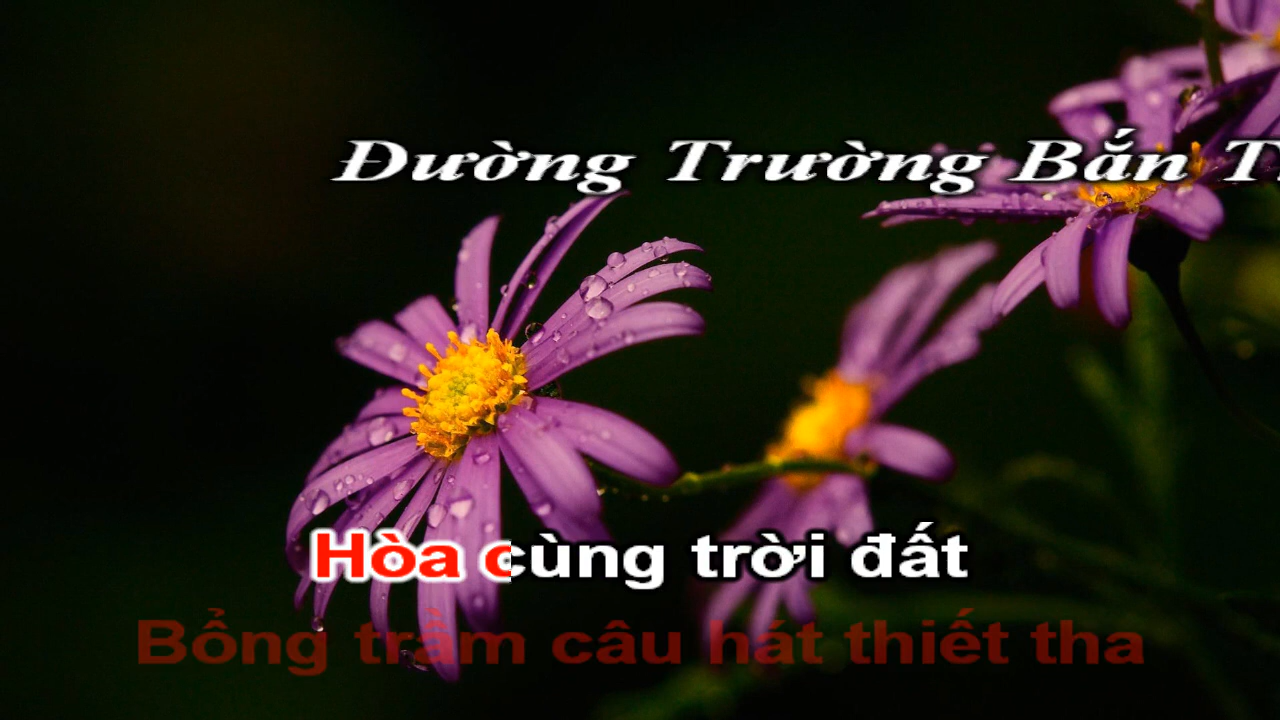 Đường Trường Bắn
Hòa cùng trời đất
Bổng trầm câu hát thiết tha